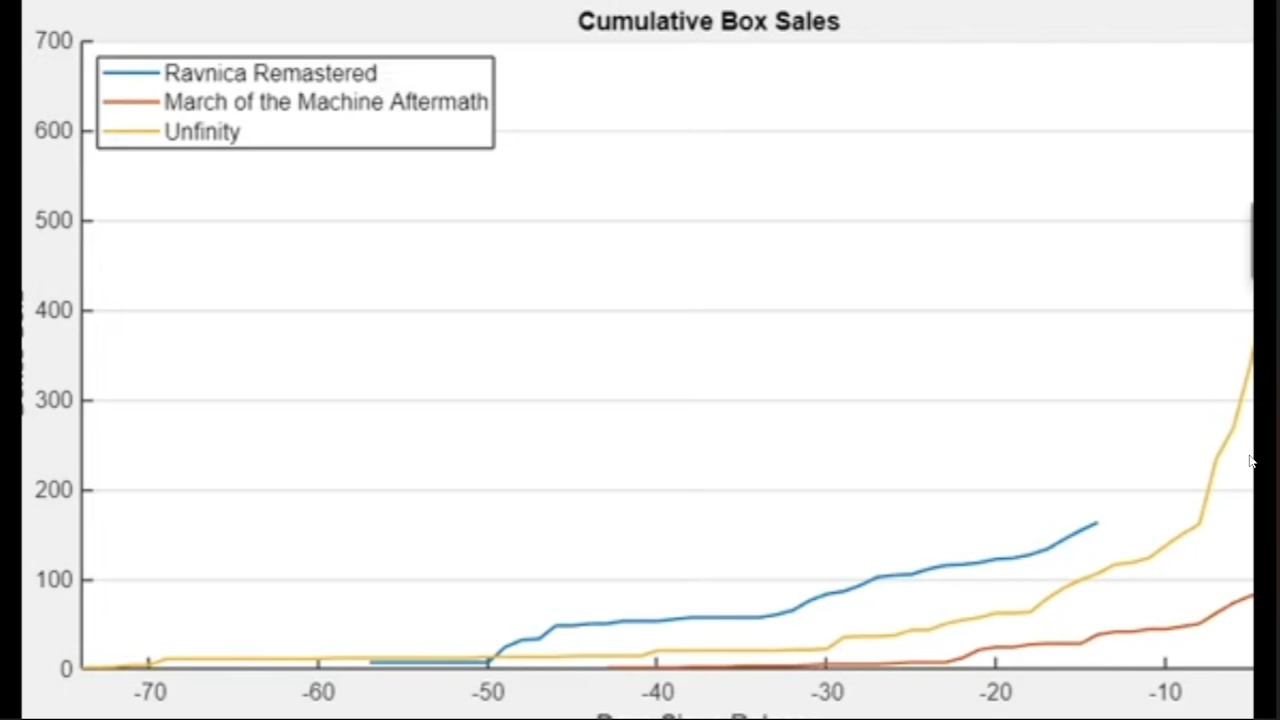 Cumulative Box Sales
700
600
500
400
300
200
100
0
Ravnica Remastered
March of the Machine Aftermath
Unfinity
-70 -60 -50 -40 -30 -20 -10